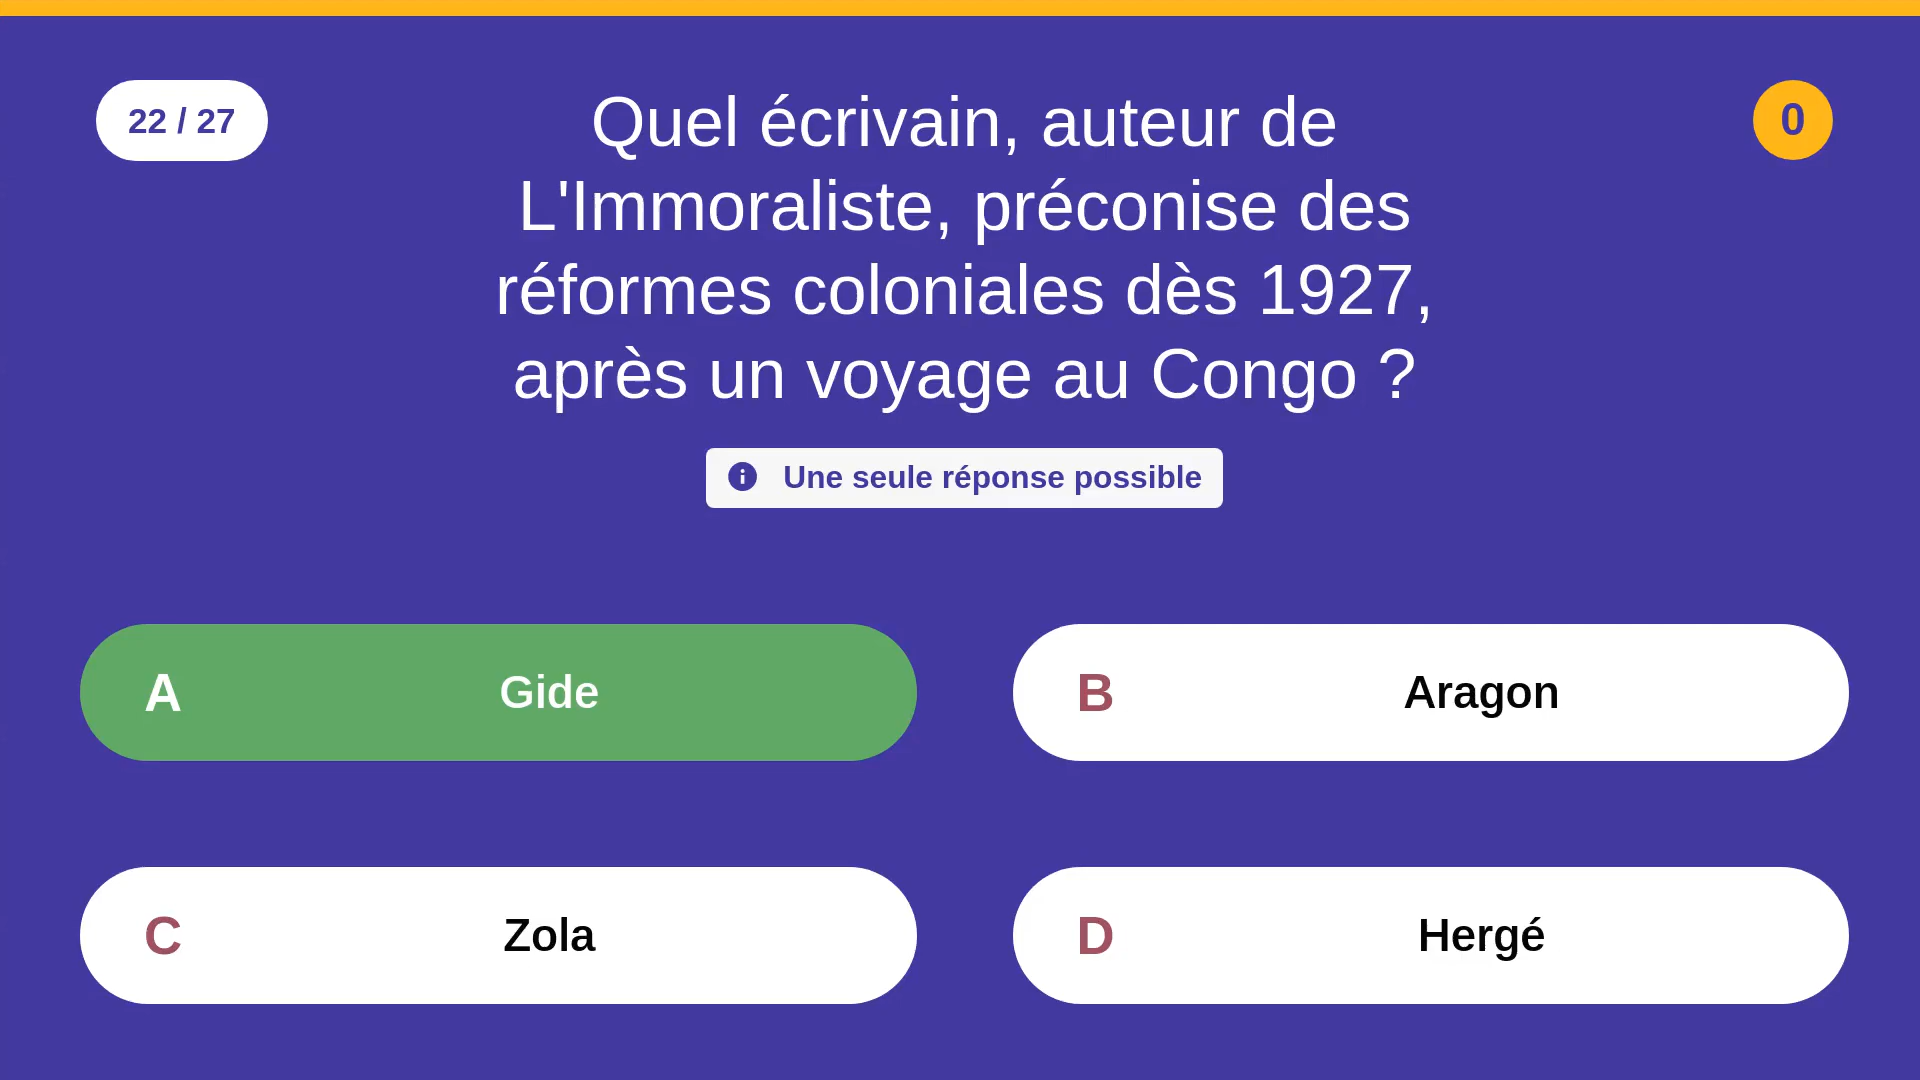 22 / 27
Quel écrivain, auteur de
L'Immoraliste, préconise des
réformes coloniales dès 1927,
après un voyage au Congo ?
0
Une seule réponse possible
A Gide
B Aragon
C Zola
D Hergé